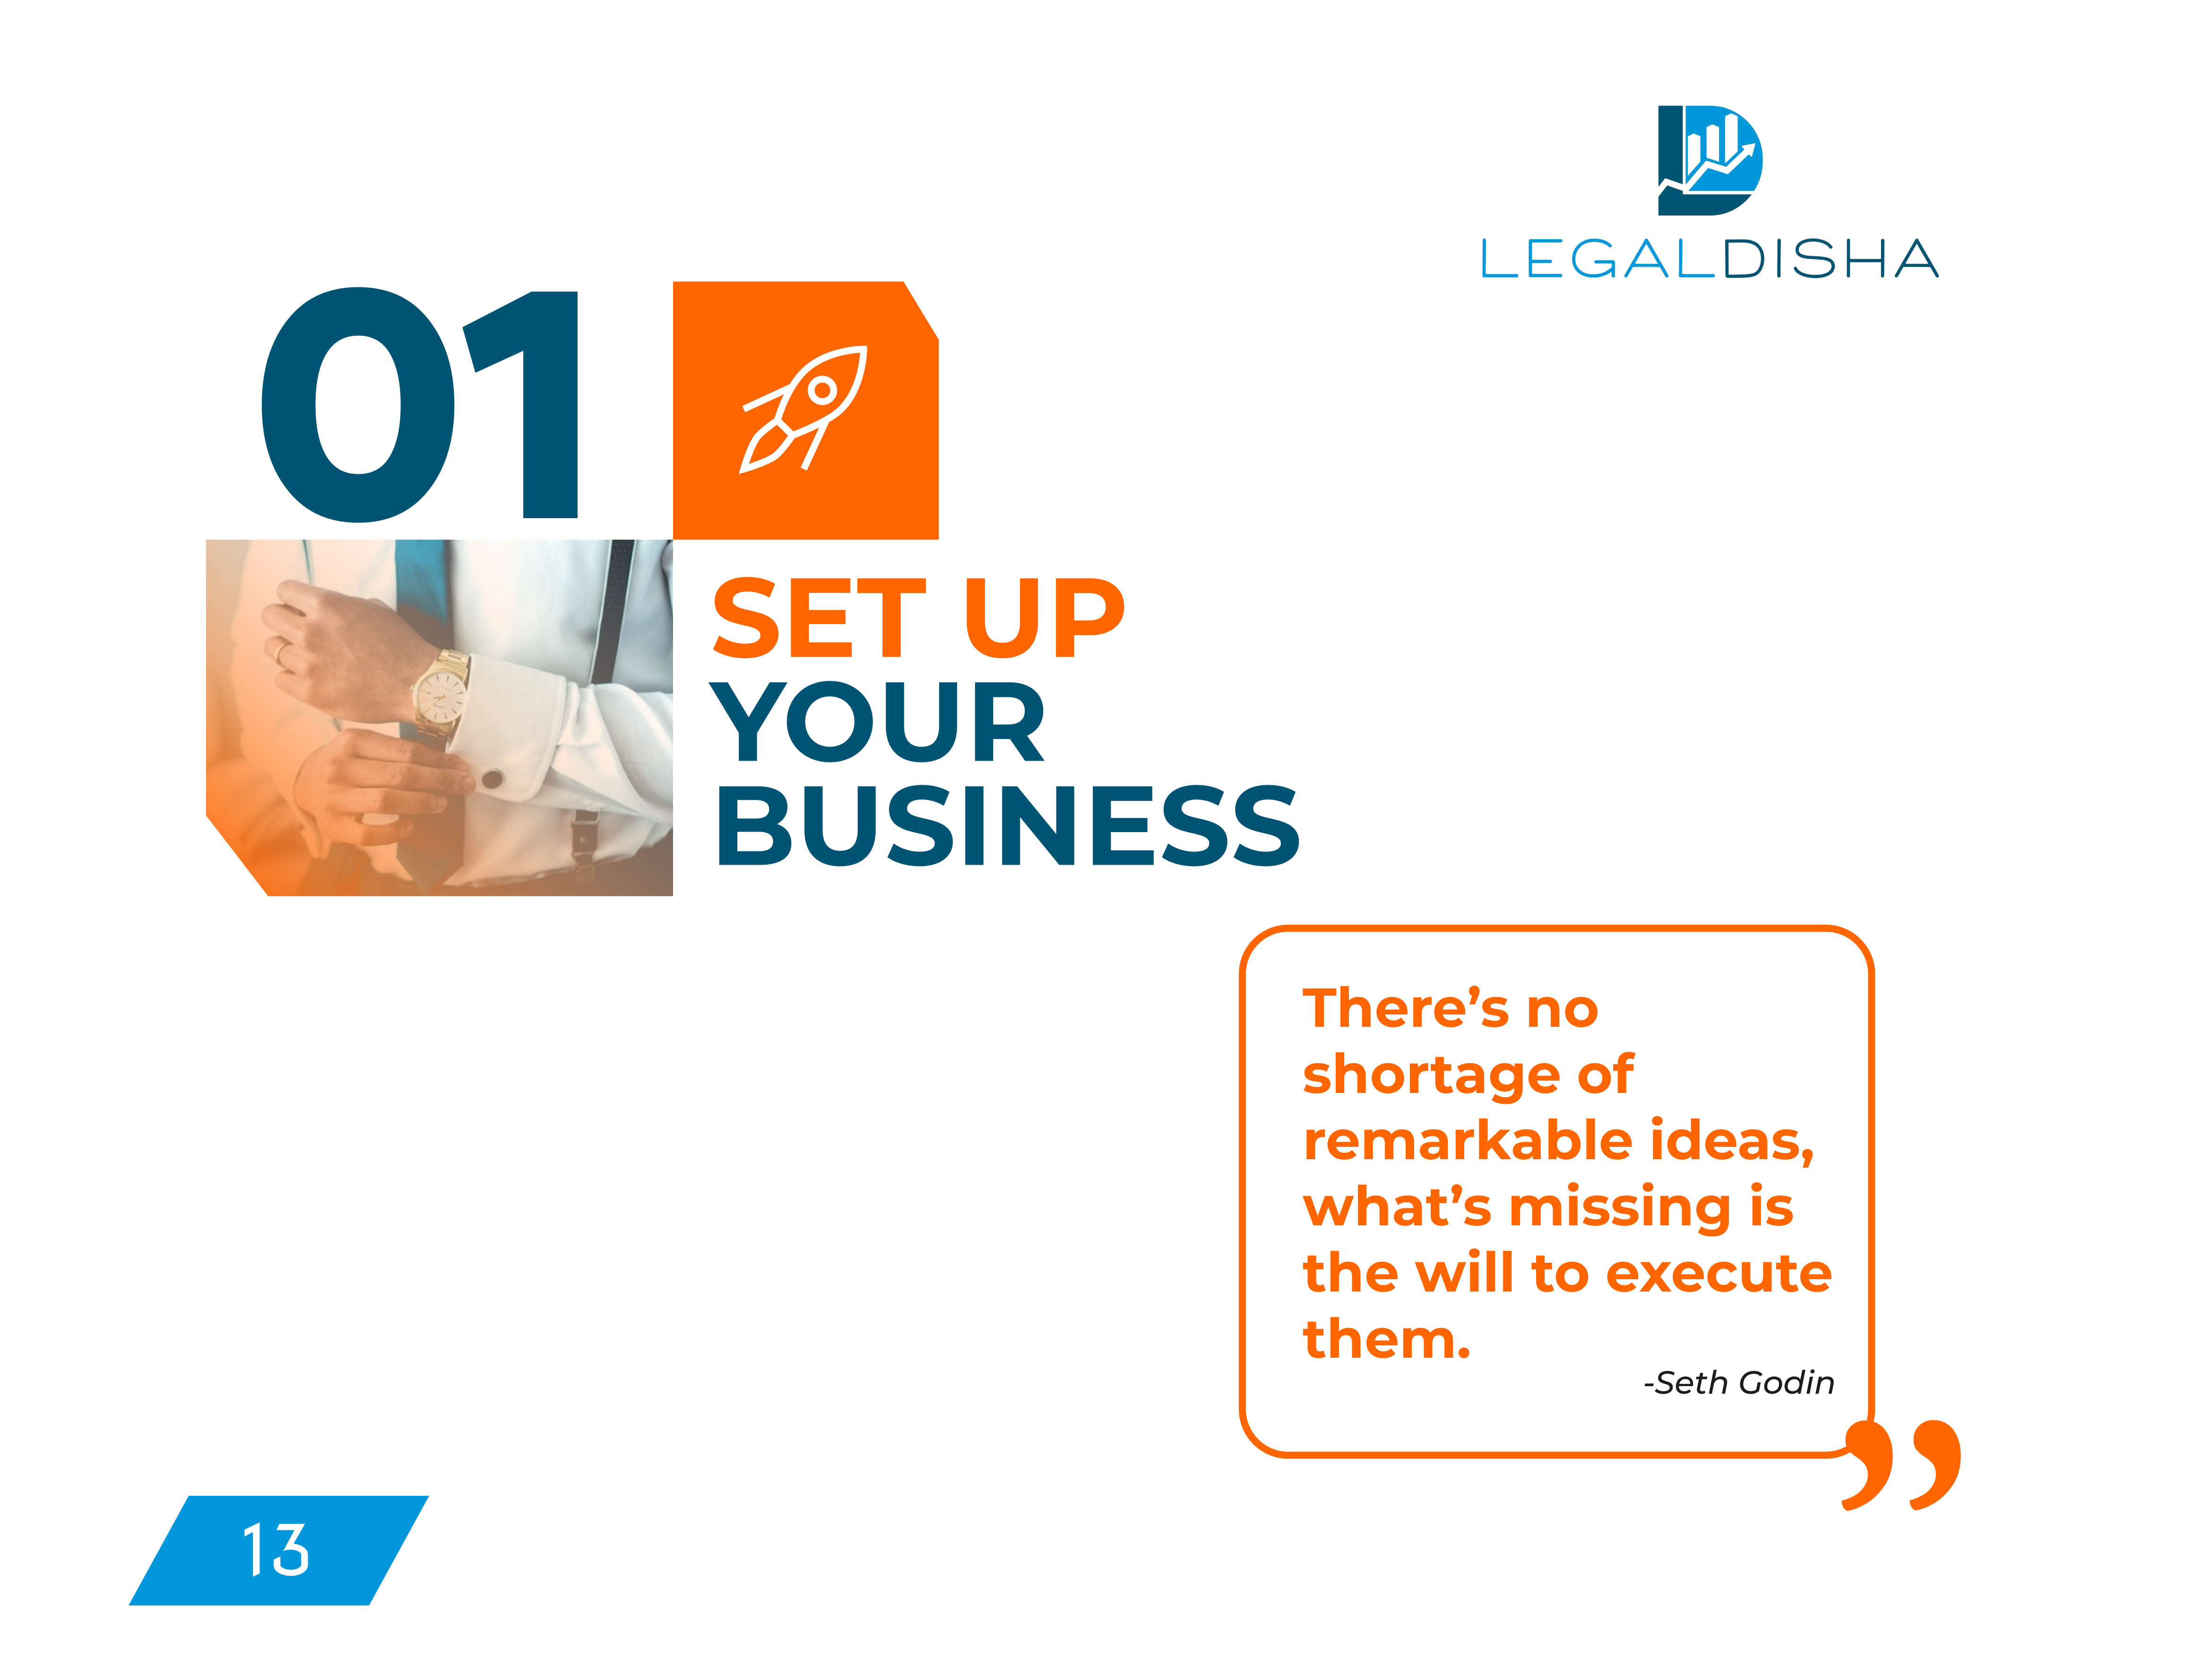 LEGALDISHA
01
SET UP
YOUR
BUSINESS
There’s no
shortage of
remarkable ideas,
what’s missing is
the will to execute
them.
-Seth Godin
”
13